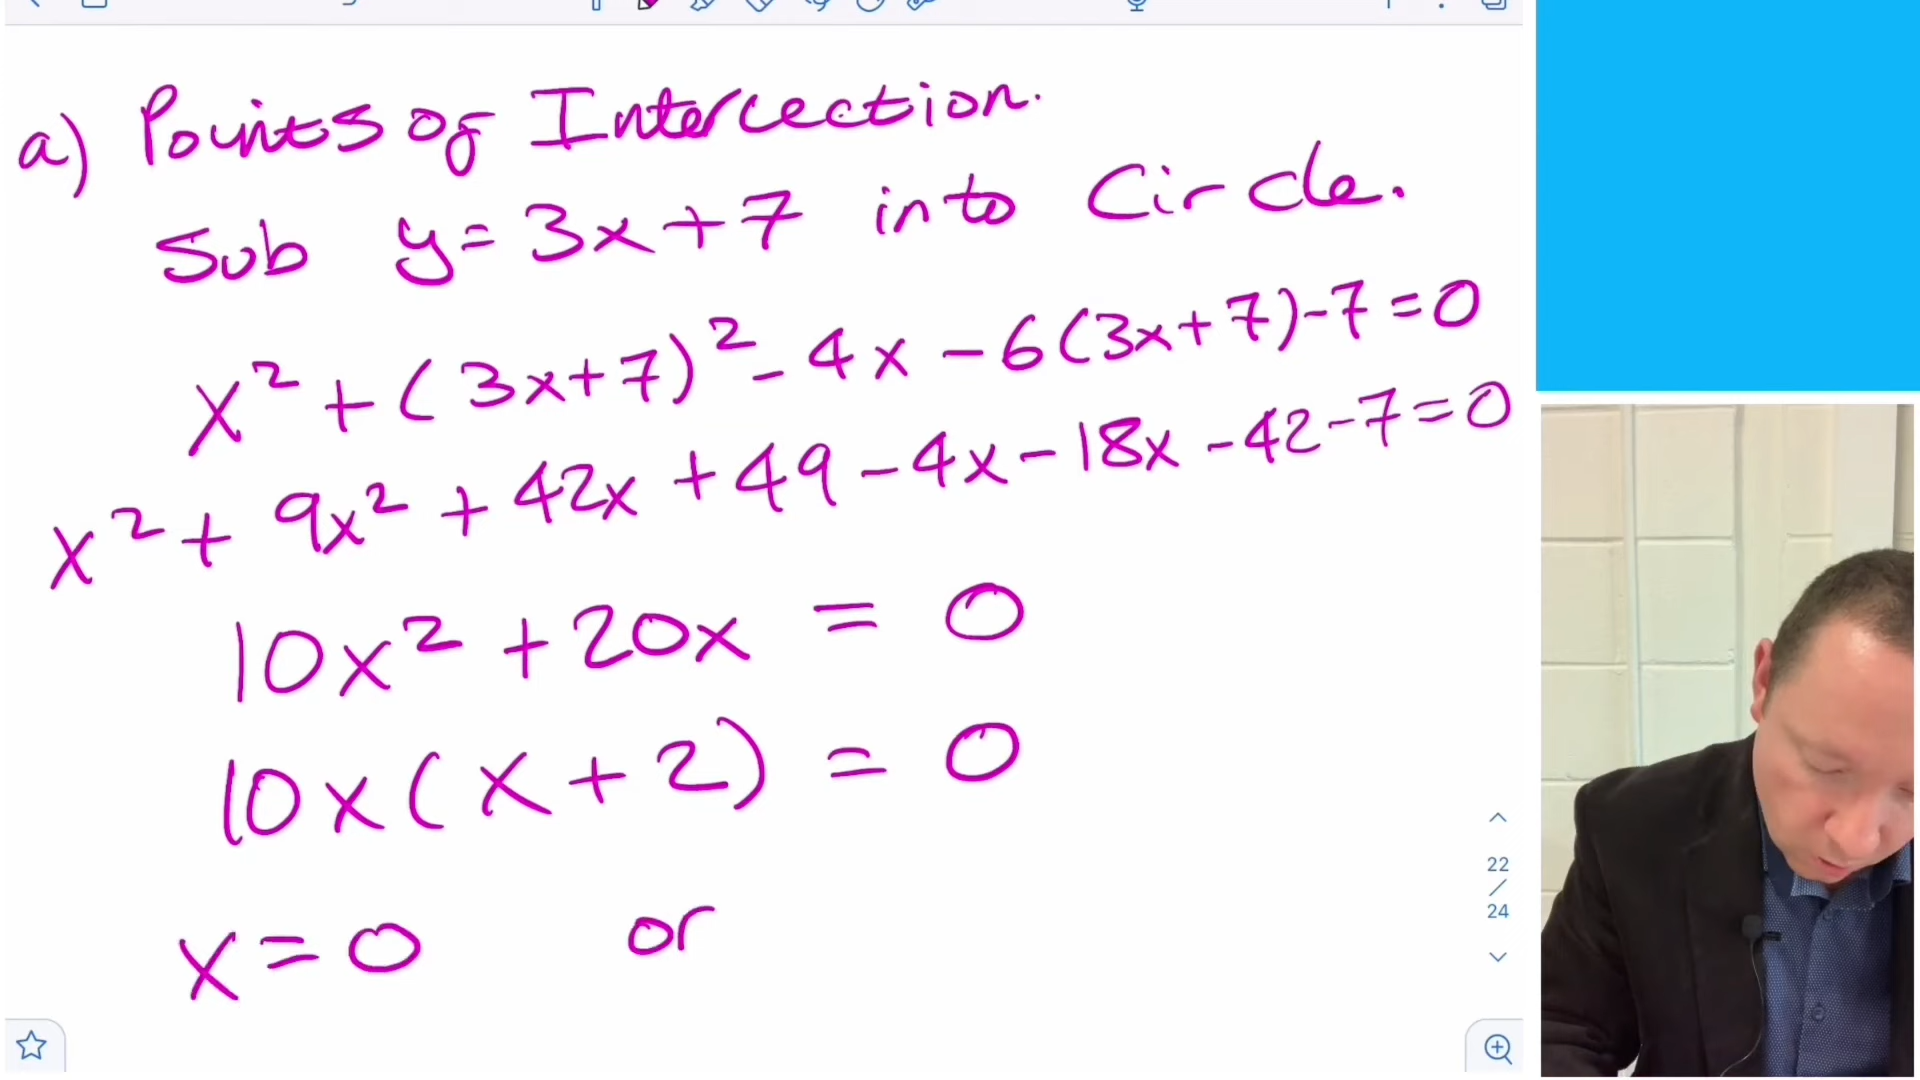 a) Points of Intercection.
Sub y = 3x + 7 into Circle.
x² + (3x+7)² - 4x - 6(3x+7) - 7 = 0
x² + 9x² + 42x + 49 - 4x - 18x - 42 - 7 = 0
10x² + 20x = 0
10x(x + 2) = 0
x = 0 or
22
/
24